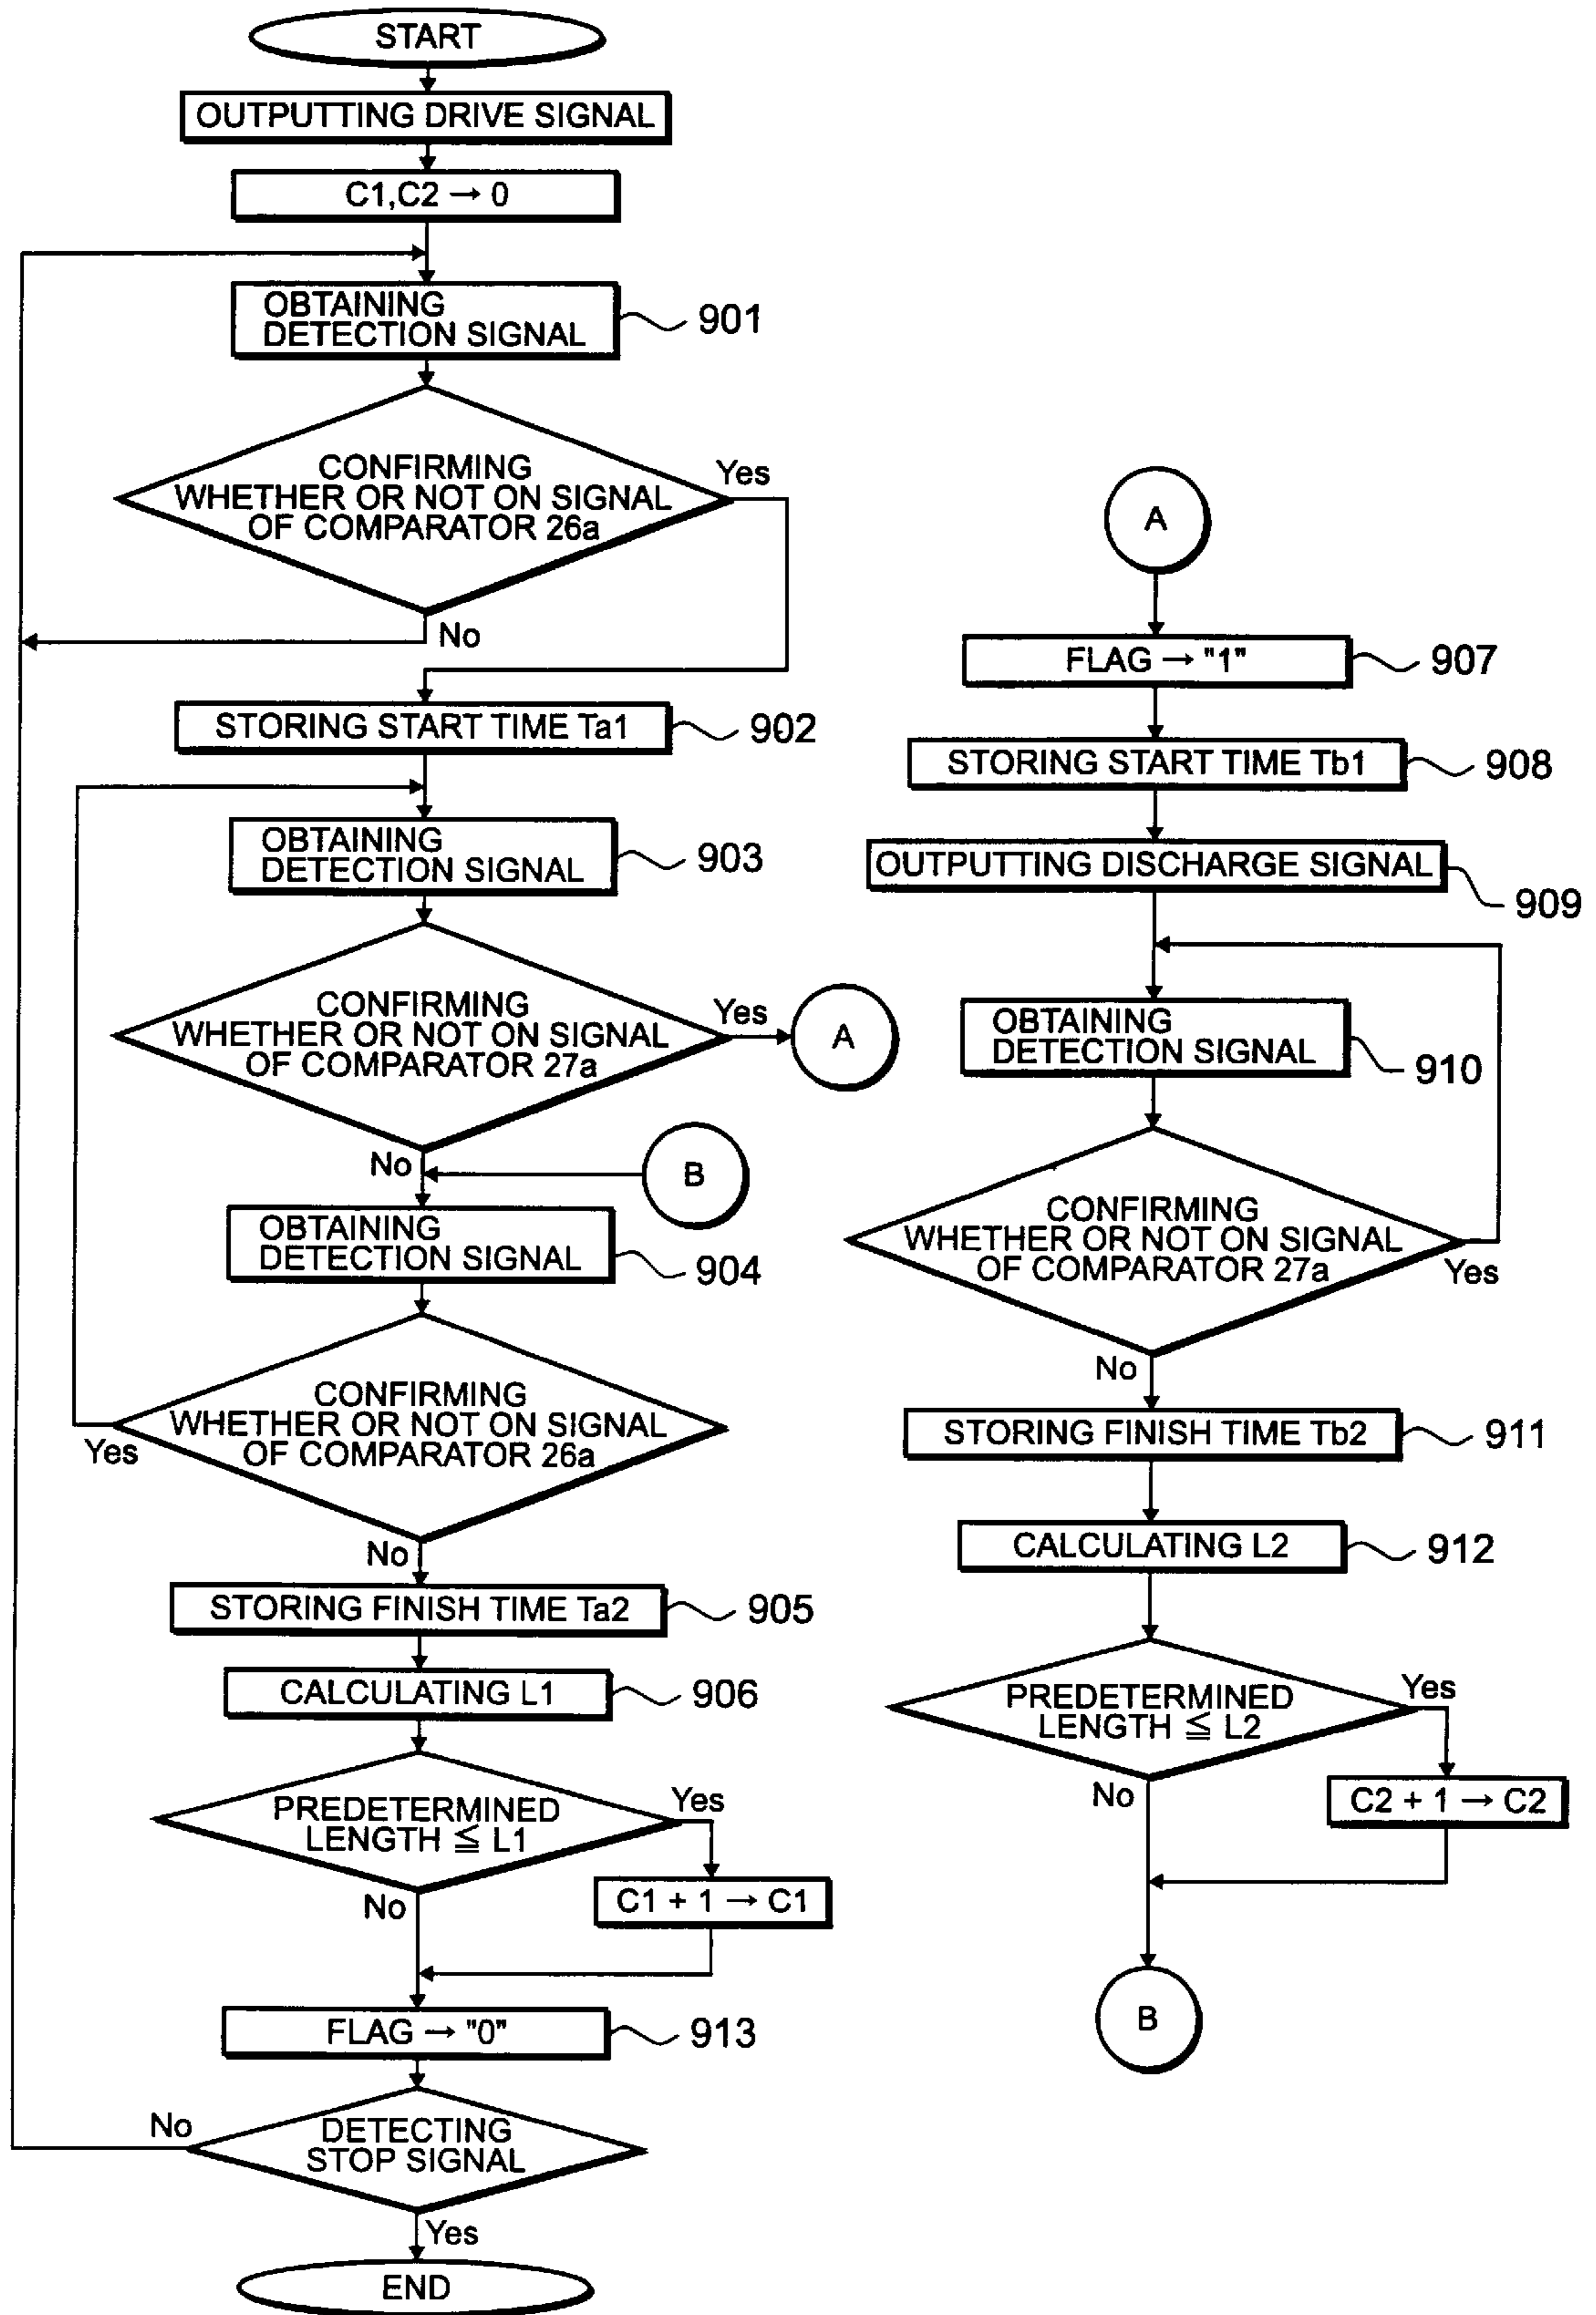 START
OUTPUTTING DRIVE SIGNAL
C1,C2 → 0
OBTAINING
DETECTION SIGNAL
901
CONFIRMING
WHETHER OR NOT ON SIGNAL
OF COMPARATOR 26a
Yes
No
STORING START TIME Ta1
902
OBTAINING
DETECTION SIGNAL
903
CONFIRMING
WHETHER OR NOT ON SIGNAL
OF COMPARATOR 27a
Yes
A
No
B
OBTAINING
DETECTION SIGNAL
904
CONFIRMING
WHETHER OR NOT ON SIGNAL
OF COMPARATOR 26a
Yes
No
STORING FINISH TIME Ta2
905
CALCULATING L1
906
PREDETERMINED
LENGTH ≦ L1
Yes
No
C1 + 1 → C1
FLAG → "0"
913
DETECTING
STOP SIGNAL
No
Yes
END
A
FLAG → "1"
907
STORING START TIME Tb1
908
OUTPUTTING DISCHARGE SIGNAL
909
OBTAINING
DETECTION SIGNAL
910
CONFIRMING
WHETHER OR NOT ON SIGNAL
OF COMPARATOR 27a
Yes
No
STORING FINISH TIME Tb2
911
CALCULATING L2
912
PREDETERMINED
LENGTH ≦ L2
Yes
No
C2 + 1 → C2
B